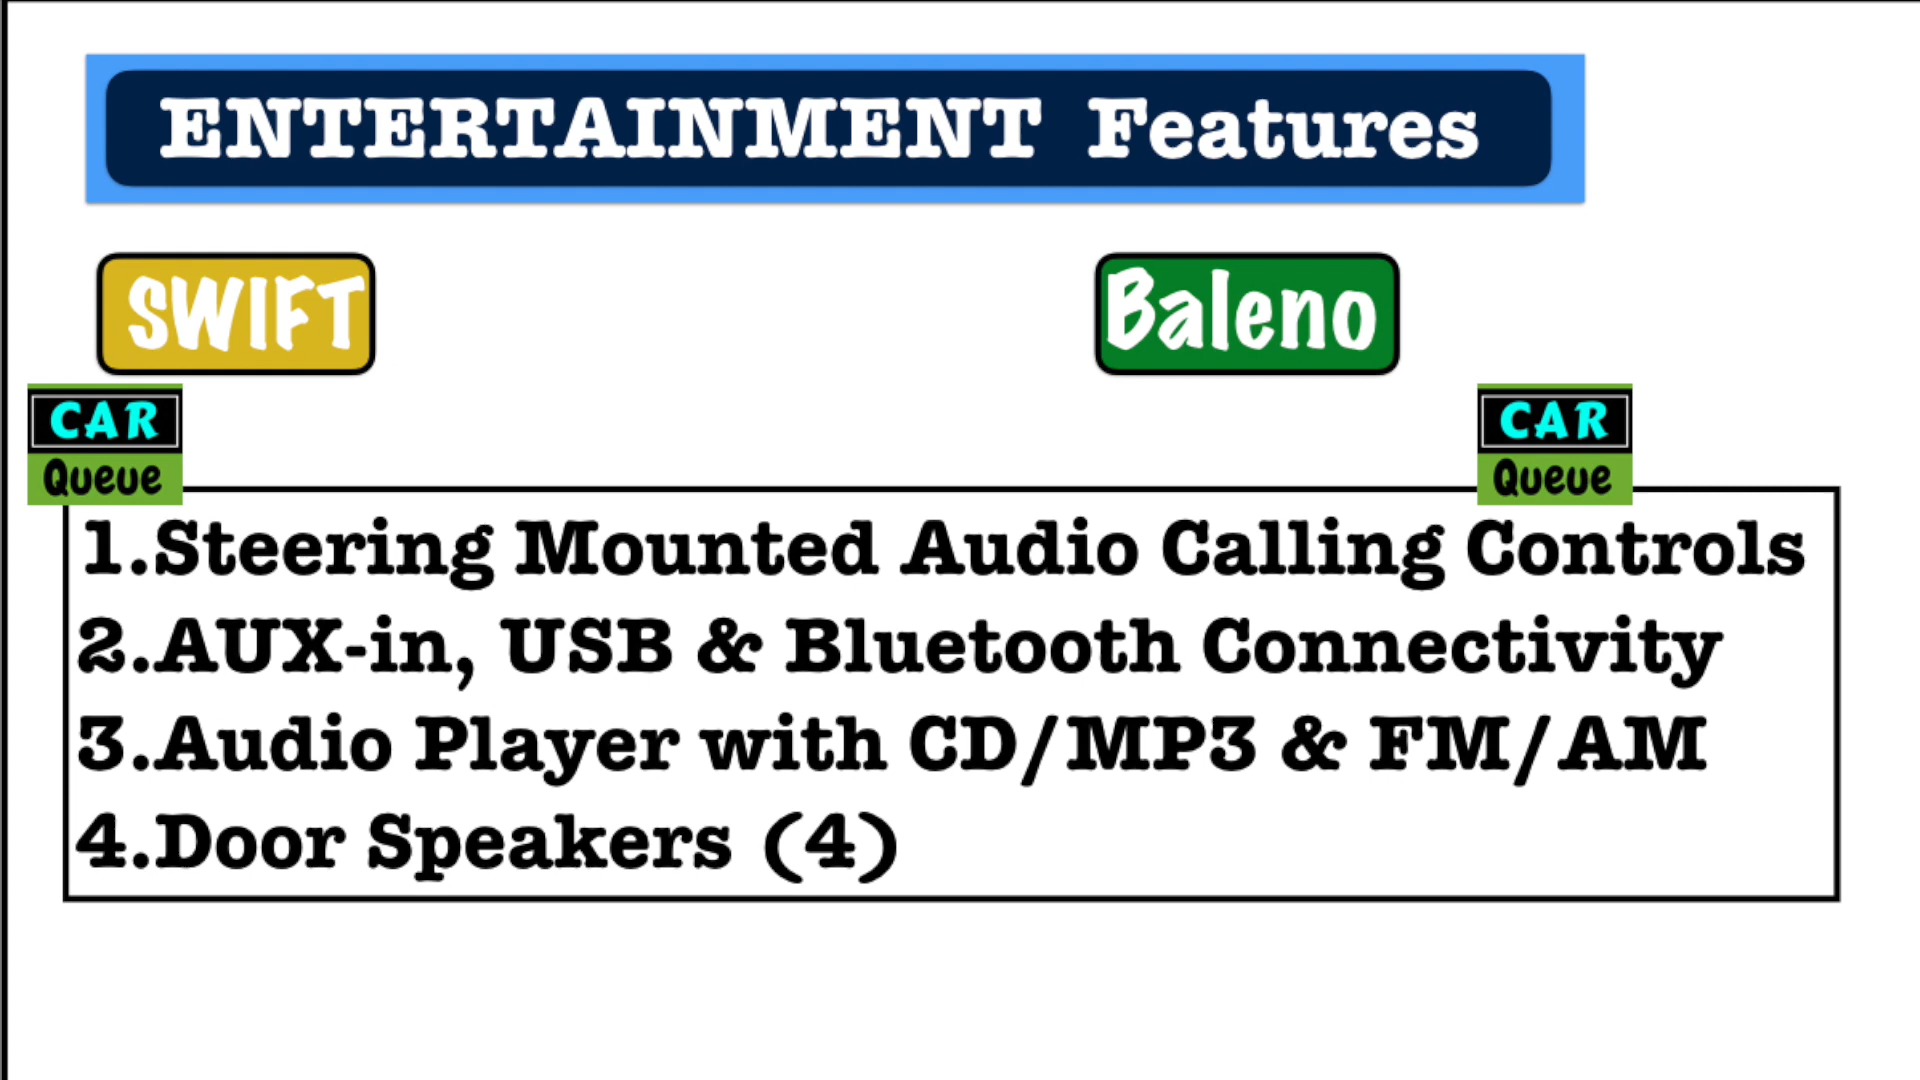 ENTERTAINMENT Features
SWIFT
Baleno
CAR
Queue
CAR
Queue
1.Steering Mounted Audio Calling Controls
2.AUX-in, USB & Bluetooth Connectivity
3.Audio Player with CD/MP3 & FM/AM
4.Door Speakers (4)